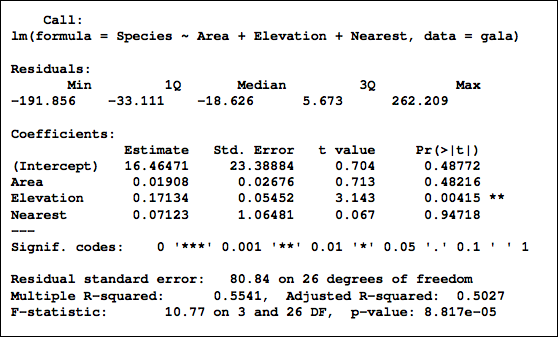 Call:
lm(formula = Species ~ Area + Elevation + Nearest, data = gala)
Residuals:
Min 1Q Median 3Q Max
-191.856 -33.111 -18.626 5.673 262.209
Coefficients:
Estimate Std. Error t value Pr(>|t|)
(Intercept) 16.46471 23.38884 0.704 0.48772
Area 0.01908 0.02676 0.713 0.48216
Elevation 0.17134 0.05452 3.143 0.00415 **
Nearest 0.07123 1.06481 0.067 0.94718
---
Signif. codes: 0 '***' 0.001 '**' 0.01 '*' 0.05 '.' 0.1 ' ' 1
Residual standard error: 80.84 on 26 degrees of freedom
Multiple R-squared: 0.5541, Adjusted R-squared: 0.5027
F-statistic: 10.77 on 3 and 26 DF, p-value: 8.817e-05